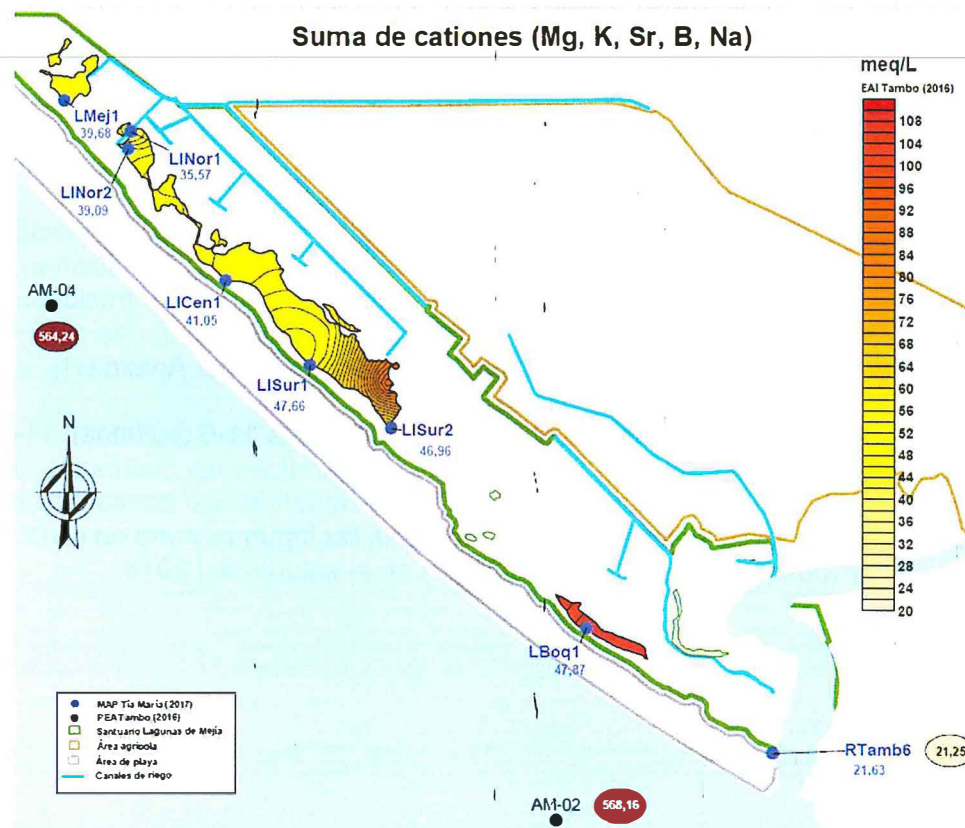 Suma de cationes (Mg, K, Sr, B, Na)
meq/L
EAI Tambo (2016)
108
104
100
96
92
88
84
80
76
72
68
64
60
56
52
48
44
40
36
32
28
24
20
LMej1
39,68
LINor1
35,57
LINor2
39,09
LICen1
41,05
AM-04
564,24
LISur1
47,66
LISur2
46,96
N
LBoq1
47,87
RTamb6
21,63
21,25
AM-02
568,16
MAP Tía María (2017)
PEA Tambo (2016)
Santuario Lagunas de Mejía
Área agrícola
Área de playa
Canales de riego